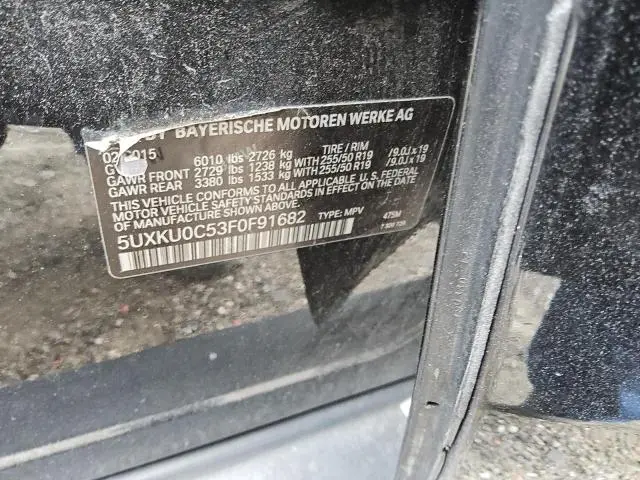 BAYERISCHE MOTOREN WERKE AG
TIRE / RIM
6010 lbs 2726 kg
GAWR FRONT 2729 lbs 1238 kg WITH 255/50 R19 /9.0J x 19
GAWR REAR 3380 lbs 1533 kg WITH 255/50 R19 /9.0J x 19
THIS VEHICLE CONFORMS TO ALL APPLICABLE U.S. FEDERAL
MOTOR VEHICLE SAFETY STANDARDS IN EFFECT ON THE DATE
OF MANUFACTURE SHOWN ABOVE.
5UXKU0C53F0F91682 TYPE: MPV 475M